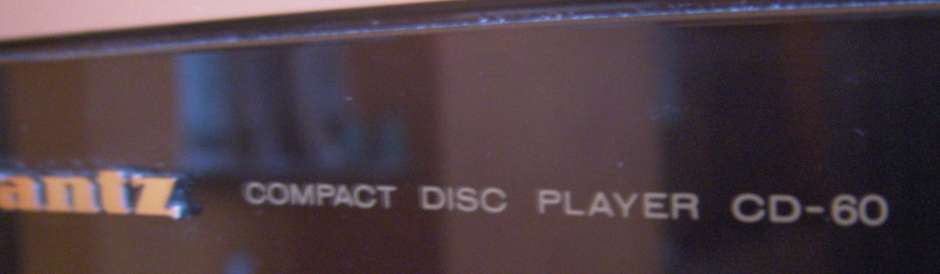 antz COMPACT DISC PLAYER CD-60